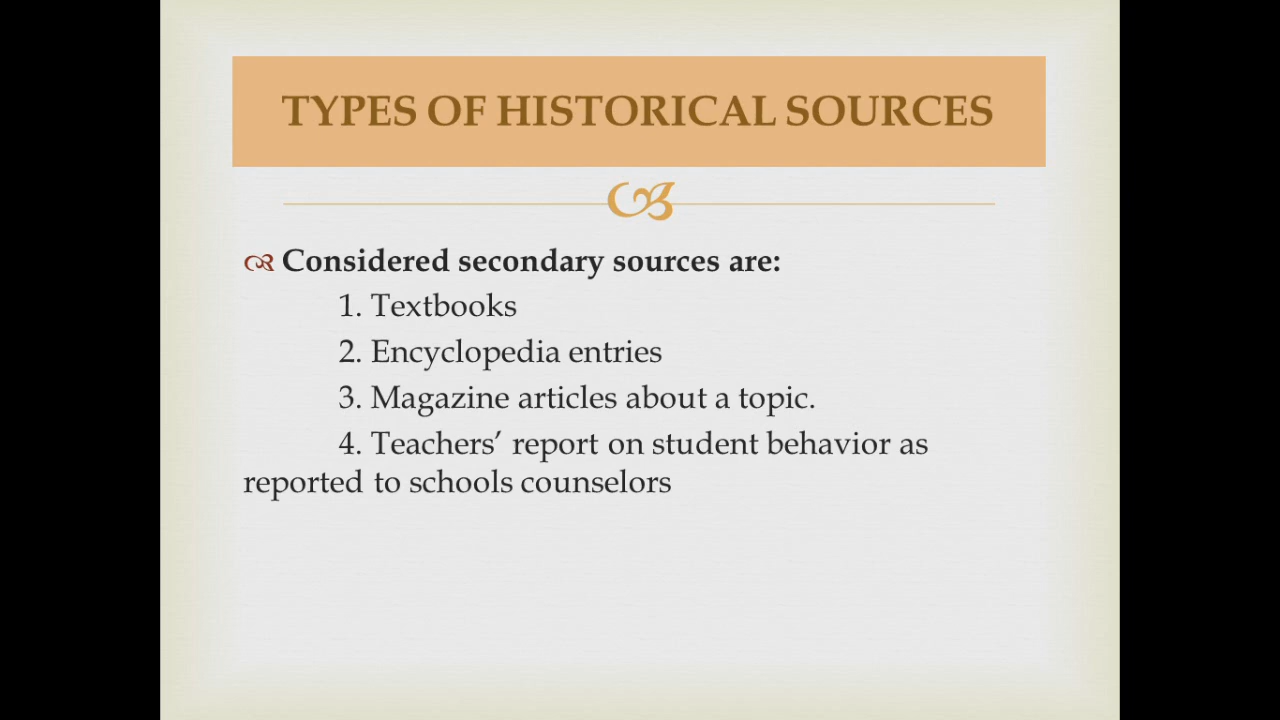 TYPES OF HISTORICAL SOURCES
Considered secondary sources are:
1. Textbooks
2. Encyclopedia entries
3. Magazine articles about a topic.
4. Teachers’ report on student behavior as
reported to schools counselors